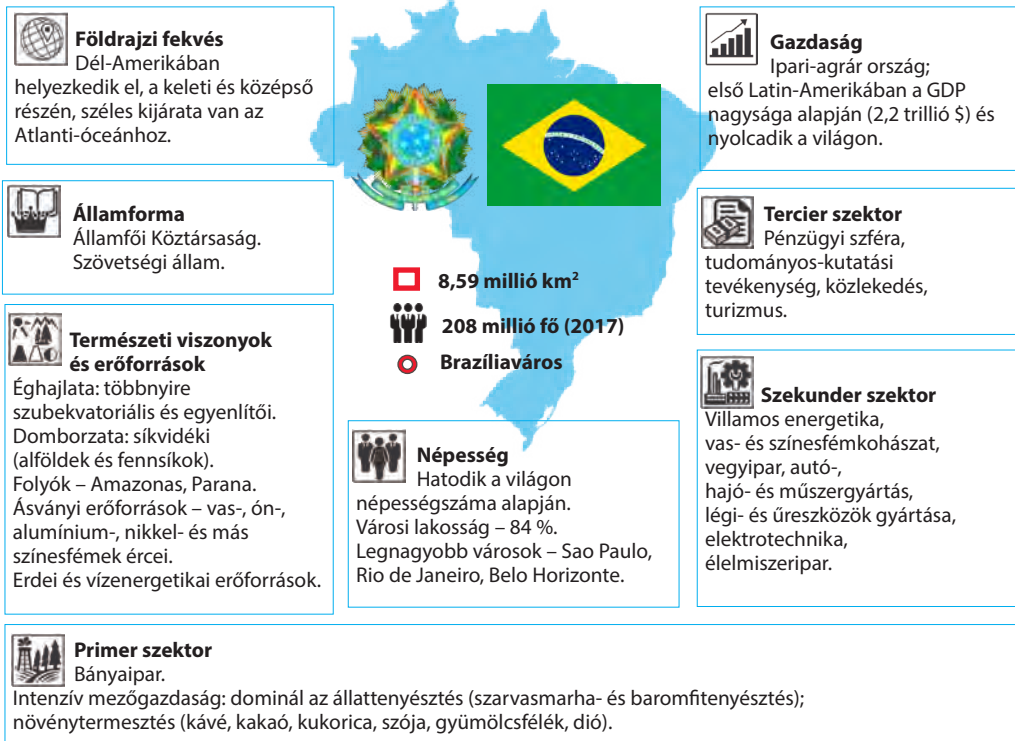 Földrajzi fekvés
Dél-Amerikában
helyezkedik el, a keleti és középső
részén, széles kijárata van az
Atlanti-óceánhoz.
Gazdaság
Ipari-agrár ország;
első Latin-Amerikában a GDP
nagysága alapján (2,2 trillió $) és
nyolcadik a világon.
Államforma
Államfői Köztársaság.
Szövetségi állam.
Tercier szektor
Pénzügyi szféra,
tudományos-kutatási
tevékenység, közlekedés,
turizmus.
8,59 millió km²
208 millió fő (2017)
Brazíliaváros
Természeti viszonyok
és erőforrások
Éghajlata: többnyire
szubekvatoriális és egyenlítői.
Domborzata: síkvidéki
(alföldek és fennsíkok).
Folyók – Amazonas, Parana.
Ásványi erőforrások – vas-, ón-,
alumínium-, nikkel- és más
színesfémek ércei.
Erdei és vízenergetikai erőforrások.
Népesség
Hatodik a világon
népességszáma alapján.
Városi lakosság – 84 %.
Legnagyobb városok – Sao Paulo,
Rio de Janeiro, Belo Horizonte.
Szekunder szektor
Villamos energetika,
vas- és színesfémkohászat,
vegyipar, autó-,
hajó- és műszergyártás,
légi- és űreszközök gyártása,
elektrotechnika,
élelmiszeripar.
Primer szektor
Bányaipar.
Intenzív mezőgazdaság: dominál az állattenyésztés (szarvasmarha- és baromfitenyésztés);
növénytermesztés (kávé, kakaó, kukorica, szója, gyümölcsfélék, dió).